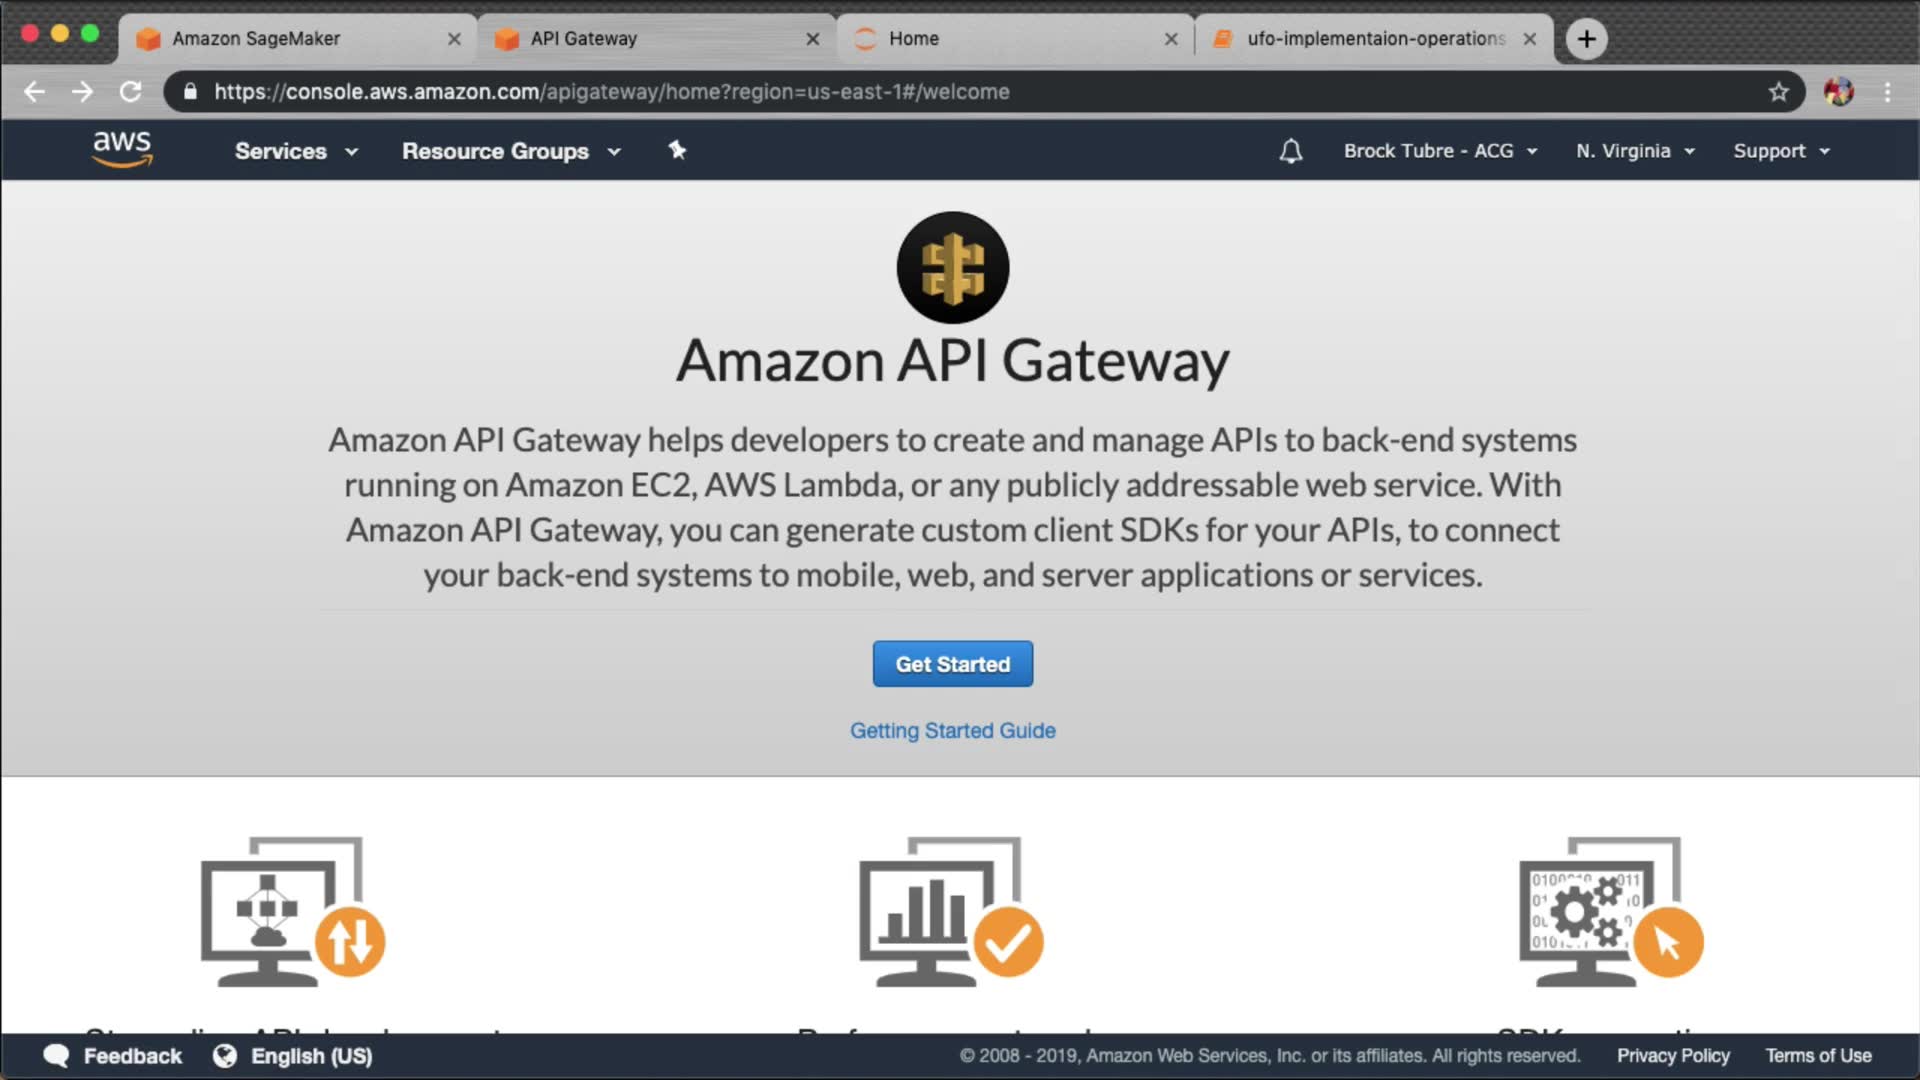 Amazon SageMaker
API Gateway
Home
ufo-implementaion-operations
https://console.aws.amazon.com/apigateway/home?region=us-east-1#/welcome
aws
Services
Resource Groups
Brock Tubre - ACG
N. Virginia
Support
Amazon API Gateway
Amazon API Gateway helps developers to create and manage APIs to back-end systems
running on Amazon EC2, AWS Lambda, or any publicly addressable web service. With
Amazon API Gateway, you can generate custom client SDKs for your APIs, to connect
your back-end systems to mobile, web, and server applications or services.
Get Started
Getting Started Guide
Feedback
English (US)
© 2008 - 2019, Amazon Web Services, Inc. or its affiliates. All rights reserved.
Privacy Policy
Terms of Use